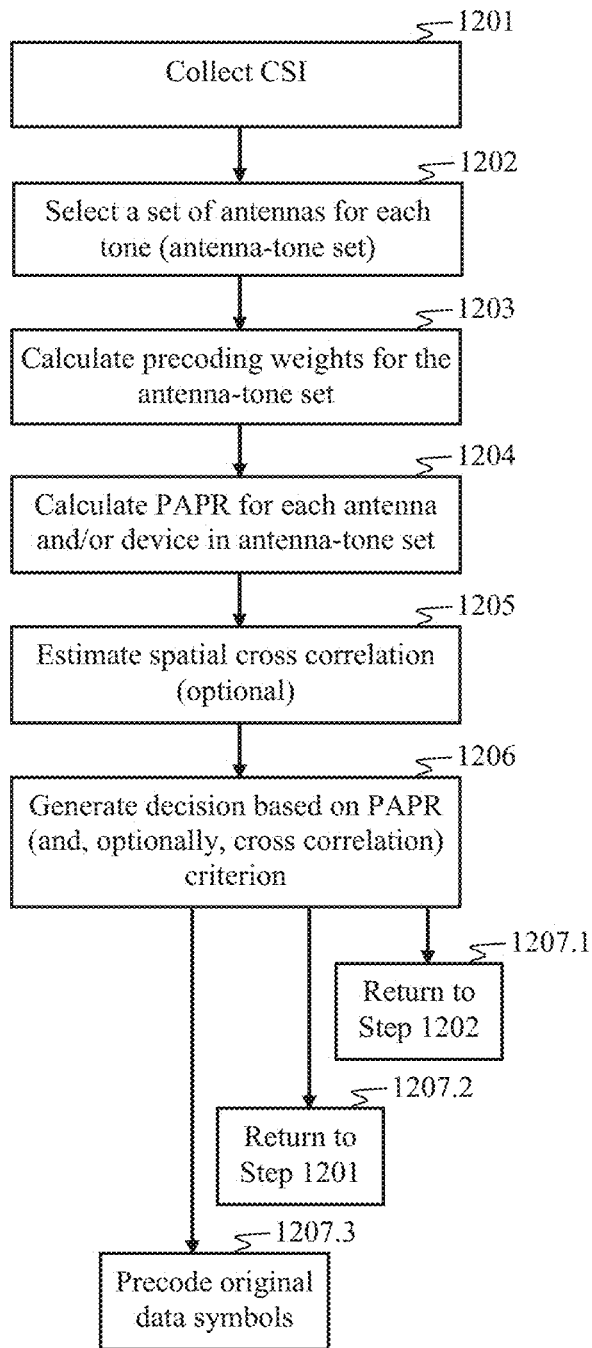 1201
Collect CSI
1202
Select a set of antennas for each
tone (antenna-tone set)
1203
Calculate precoding weights for the
antenna-tone set
1204
Calculate PAPR for each antenna
and/or device in antenna-tone set
1205
Estimate spatial cross correlation
(optional)
1206
Generate decision based on PAPR
(and, optionally, cross correlation)
criterion
1207.1
Return to
Step 1202
1207.2
Return to
Step 1201
1207.3
Precode original
data symbols